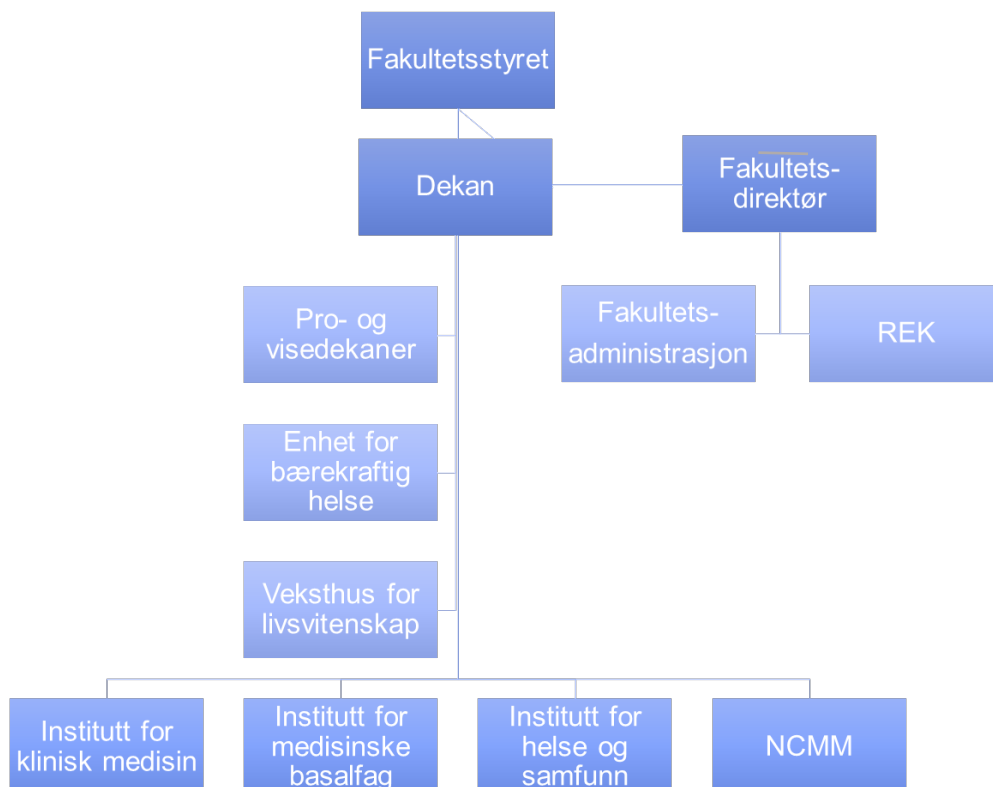 Fakultetsstyret
Dekan
Fakultets-
direktør
Pro- og
visedekaner
Fakultets-
administrasjon
REK
Enhet for
bærekraftig
helse
Veksthus for
livsvitenskap
Institutt for
klinisk medisin
Institutt for
medisinske
basalfag
Institutt for
helse og
samfunn
NCMM